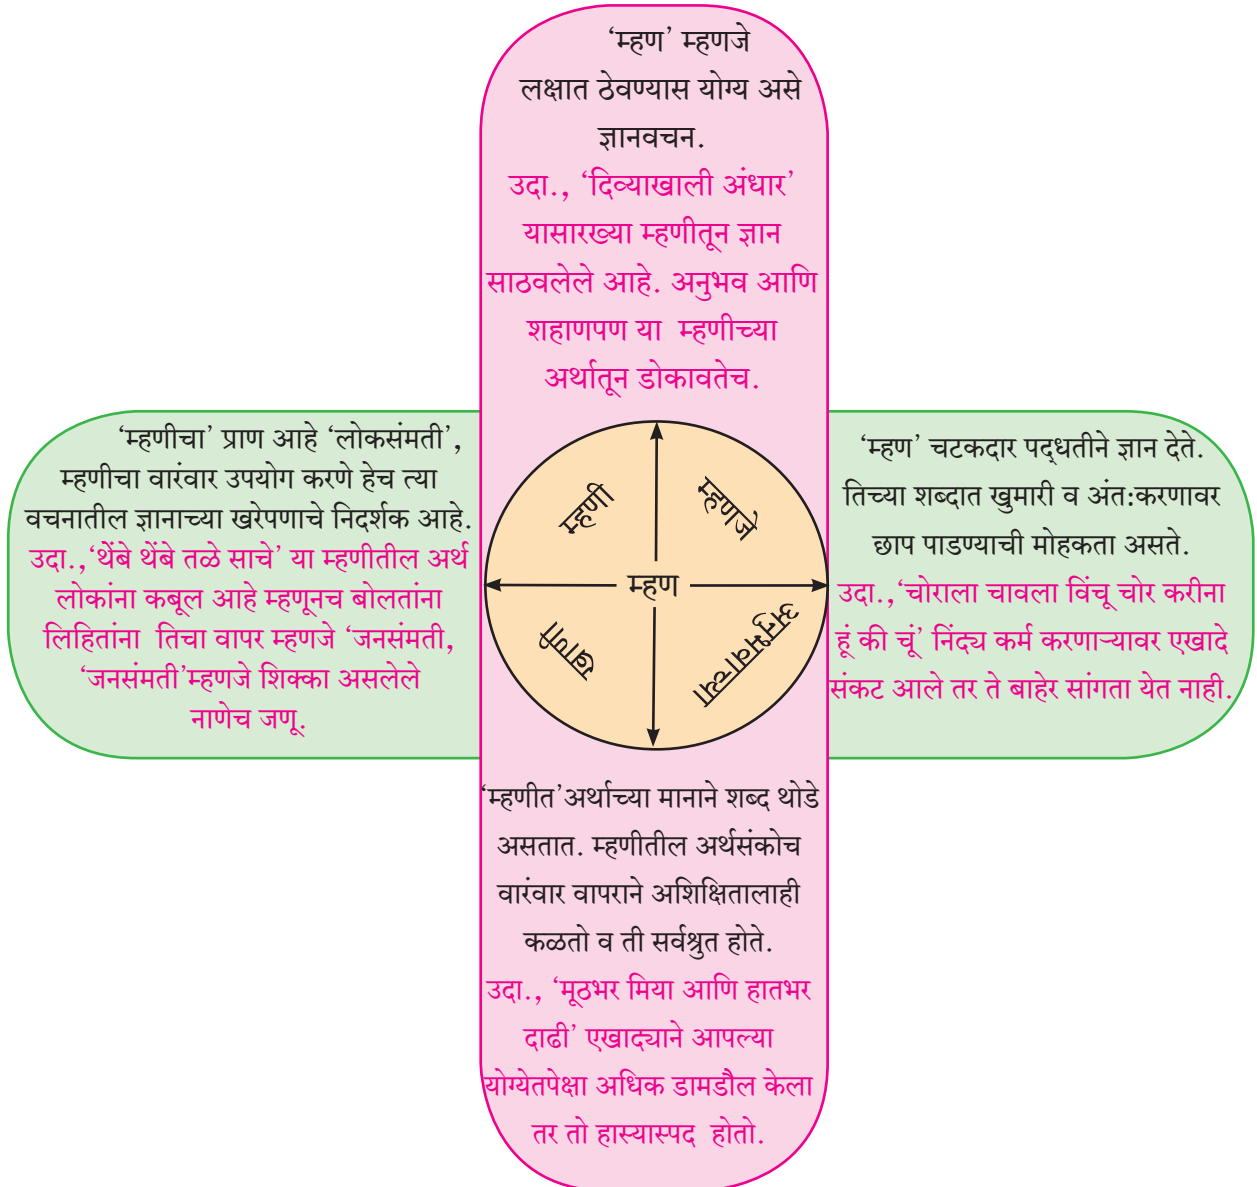 ‘म्हण’ म्हणजे
लक्षात ठेवण्यास योग्य असे
ज्ञानवचन.
उदा., ‘दिव्याखाली अंधार’
यासारख्या म्हणीतून ज्ञान
साठवलेले आहे. अनुभव आणि
शहाणपण या म्हणीच्या
अर्थातून डोकावतेच.
‘म्हणीचा’ प्राण आहे ‘लोकसंमती’,
म्हणीचा वारंवार उपयोग करणे हेच त्या
वचनातील ज्ञानाच्या खरेपणाचे निदर्शक आहे.
उदा.,‘थेंबे थेंबे तळे साचे’ या म्हणीतील अर्थ
लोकांना कबूल आहे म्हणूनच बोलतांना
लिहितांना तिचा वापर म्हणजे ‘जनसंमती,
‘जनसंमती’म्हणजे शिक्का असलेले
नाणेच जणू.
म्हणी
म्हणजे
म्हण
खाणी
अनुभवाच्या
‘म्हण’ चटकदार पद्धतीने ज्ञान देते.
तिच्या शब्दात खुमारी व अंत:करणावर
छाप पाडण्याची मोहकता असते.
उदा.,‘चोराला चावला विंचू चोर करीना
हूं की चूं’ निंद्य कर्म करणाऱ्यावर एखादे
संकट आले तर ते बाहेर सांगता येत नाही.
‘म्हणीत’अर्थाच्या मानाने शब्द थोडे
असतात. म्हणीतील अर्थसंकोच
वारंवार वापराने अशिक्षितालाही
कळतो व ती सर्वश्रुत होते.
उदा., ‘मूठभर मिया आणि हातभर
दाढी’ एखाद्याने आपल्या
योग्येतपेक्षा अधिक डामडौल केला
तर तो हास्यास्पद होतो.